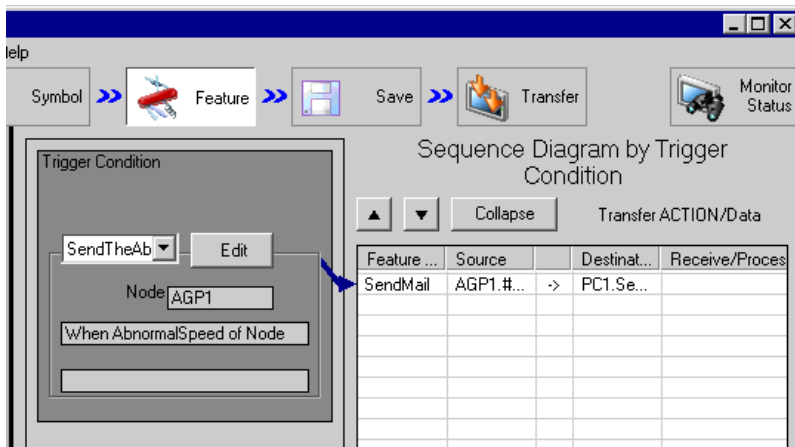 Help
Symbol
Feature
Save
Transfer
Monitor
Status
Trigger Condition
SendTheAb
Edit
Node
AGP1
When AbnormalSpeed of Node
Sequence Diagram by Trigger
Condition
Collapse
Transfer ACTION/Data
Feature ... Source Destinat... Receive/Proces
SendMail AGP1.#... -> PC1.Se...